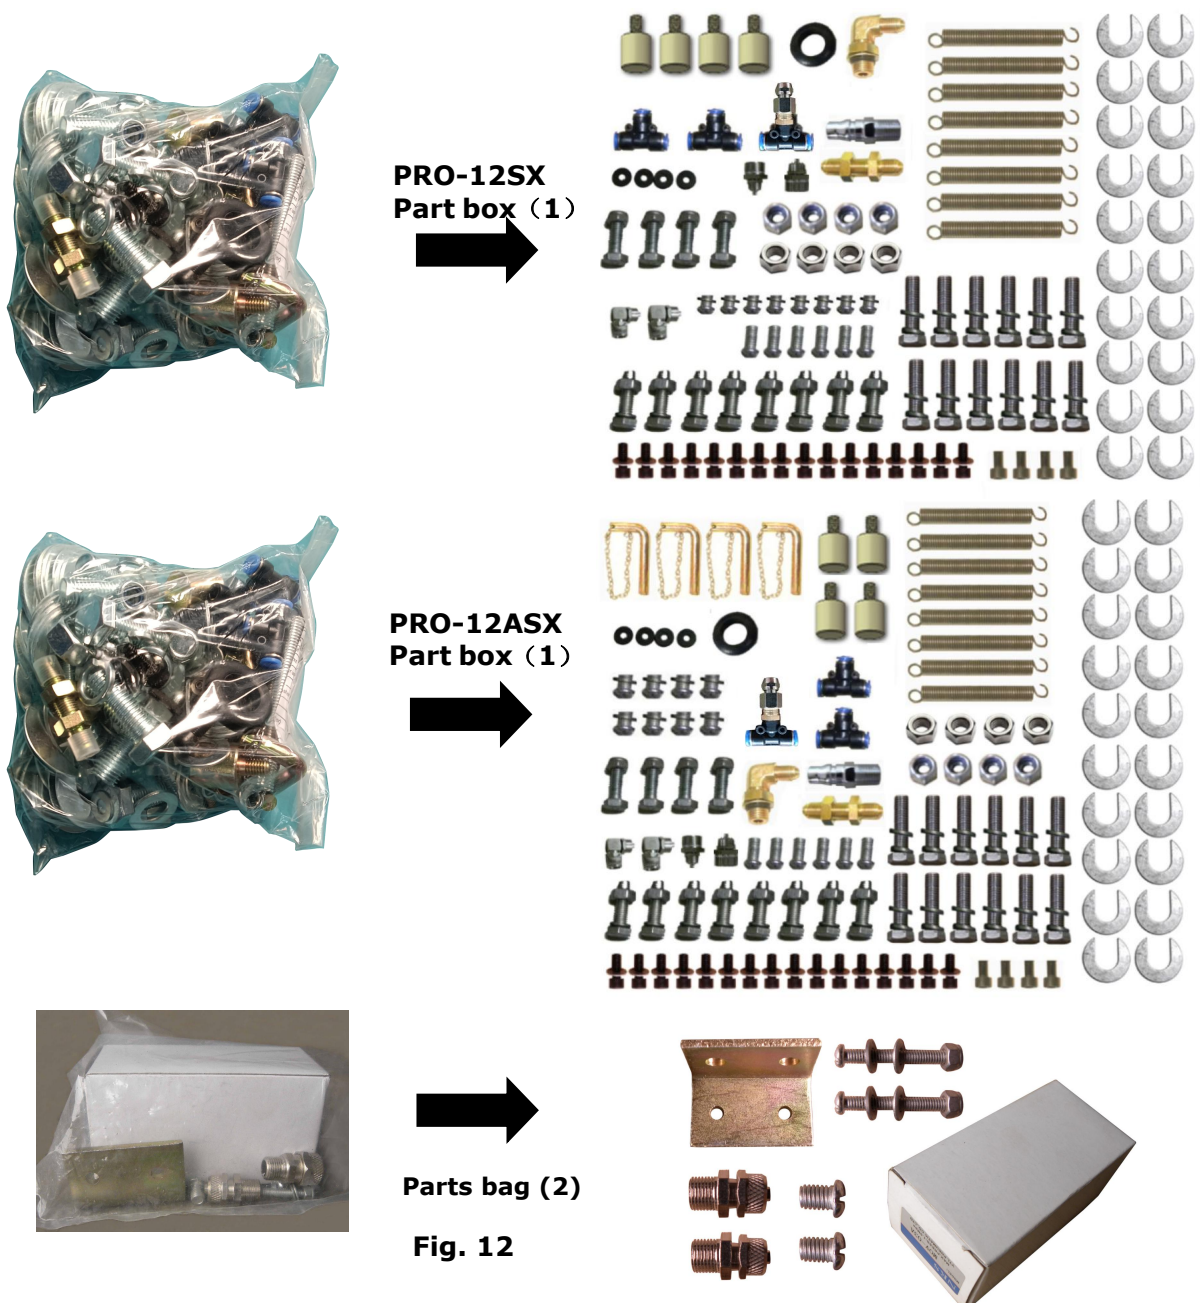 PRO-12SX
Part box（1）
PRO-12ASX
Part box（1）
Parts bag (2)
Fig. 12